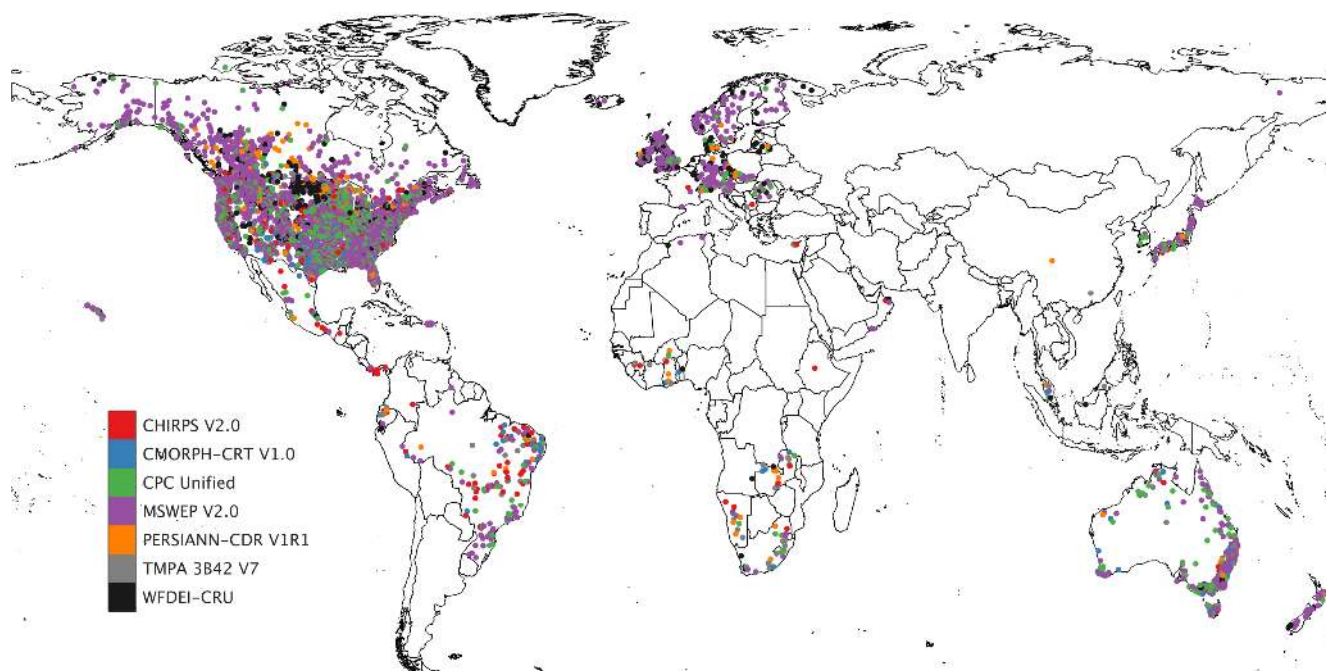 CHIRPS V2.0
CMORPH-CRT V1.0
CPC Unified
MSWEP V2.0
PERSIANN-CDR V1R1
TMPA 3B42 V7
WFDEI-CRU